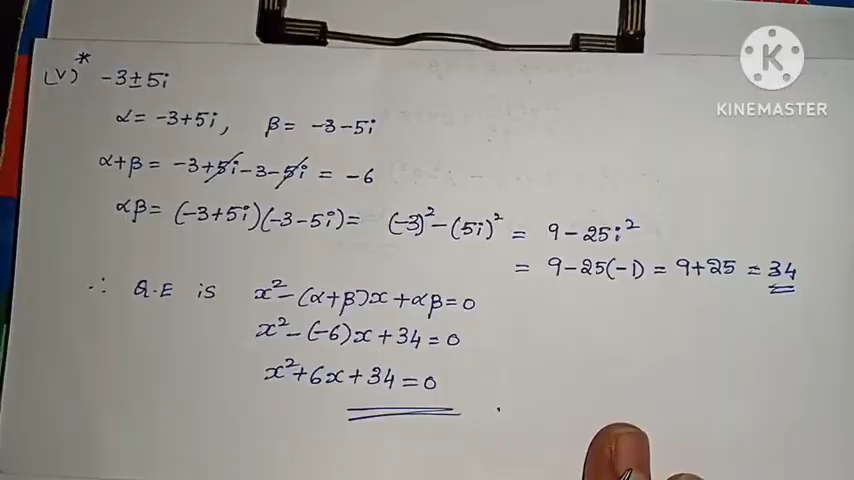 (V)* -3±5i
α = -3+5i, β = -3-5i
α+β = -3+5i-3-5i = -6
αβ = (-3+5i)(-3-5i) = (-3)² - (5i)² = 9 - 25i²
= 9-25(-1) = 9+25 = 34
∴ Q.E is x² - (α+β)x + αβ = 0
x² - (-6)x + 34 = 0
x² + 6x + 34 = 0
KINEMASTER